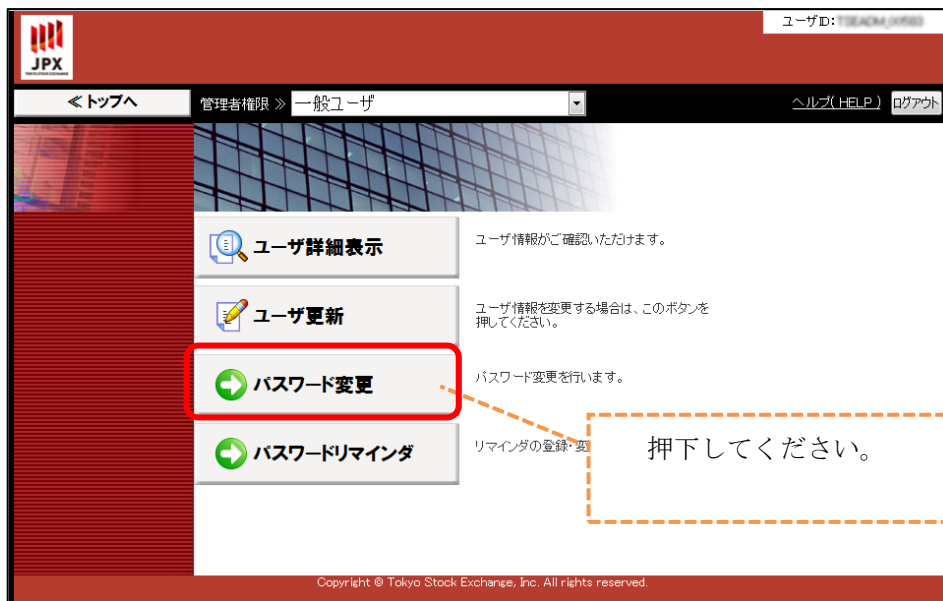 ユーザID:
JPX
TOKYO STOCK EXCHANGE
≪トップへ
管理者権限 ≫ 一般ユーザ
ヘルプ(HELP)
ログアウト
ユーザ詳細表示
ユーザ情報がご確認いただけます。
ユーザ更新
ユーザ情報を変更する場合は、このボタンを
押してください。
パスワード変更
パスワード変更を行います。
パスワードリマインダ
リマインダの登録・変
押下してください。
Copyright © Tokyo Stock Exchange, Inc. All rights reserved.